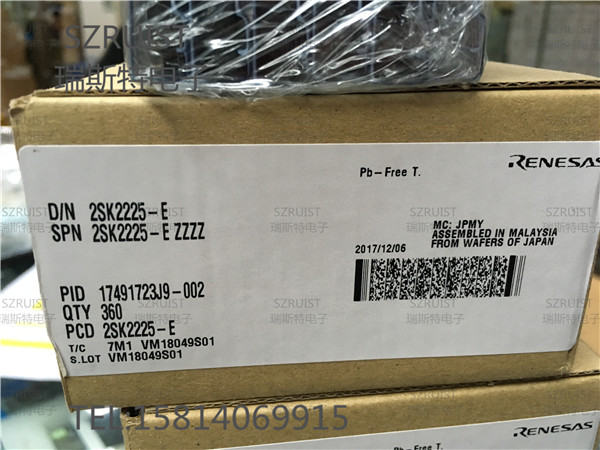 SZRUIST
瑞斯特电子
Pb-Free T.
RENESAS
D/N 2SK2225-E
SPN 2SK2225-E ZZZZ
MC: JPMY
ASSEMBLED IN MALAYSIA
FROM WAFERS OF JAPAN
2017/12/06
PID 17491723J9-002
QTY 360
PCD 2SK2225-E
T/C 7M1 VM18049S01
S.LOT VM18049S01
SZRUIST
瑞斯特电子
SZRUIST
瑞斯特电子
SZRUIST
瑞斯特电子
SZRUIST
瑞斯特电子
TEL:15814069915
Pb-Free T.
RENESAS